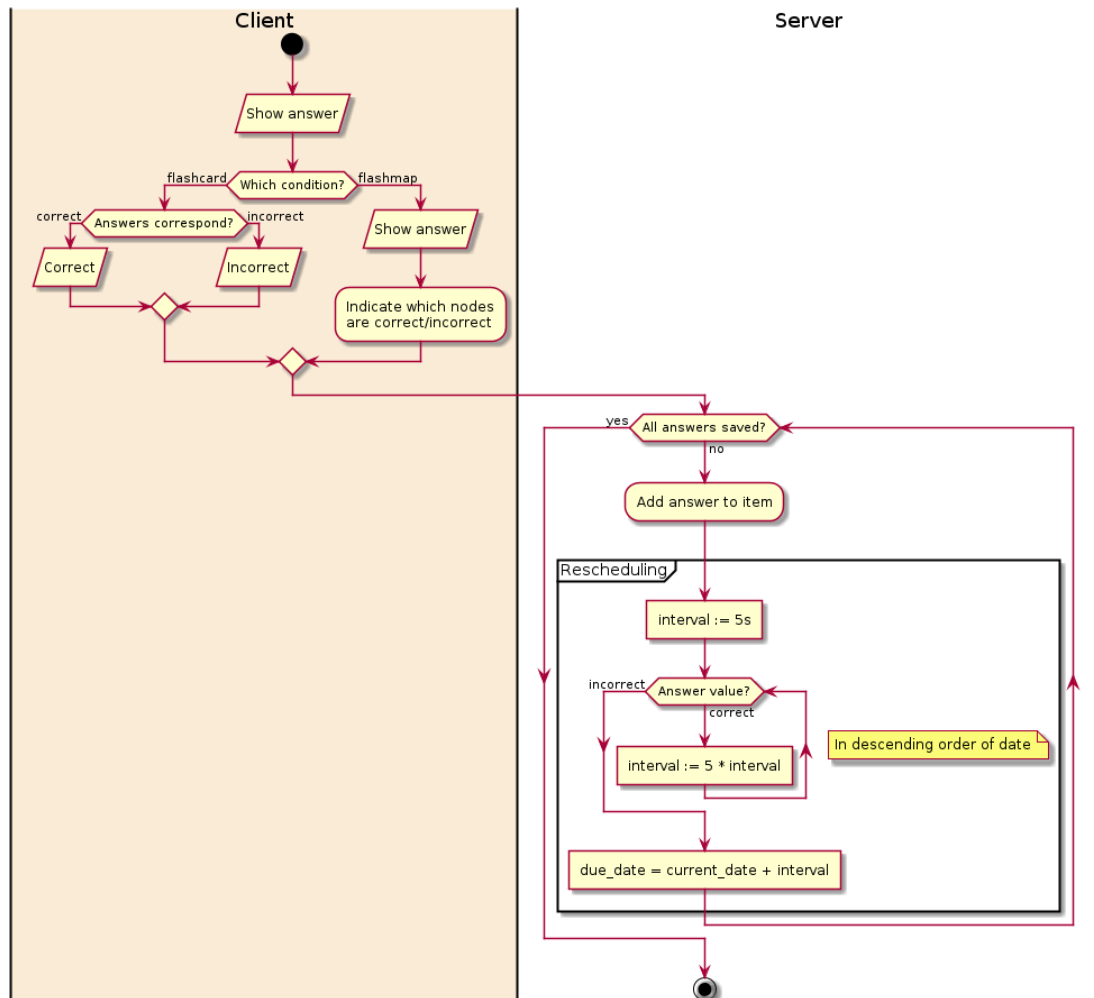 Client
Server
Show answer
flashcard
Which condition?
flashmap
correct
Answers correspond?
incorrect
Show answer
Correct
Incorrect
Indicate which nodes
are correct/incorrect
yes
All answers saved?
no
Add answer to item
Rescheduling
interval := 5s
incorrect
Answer value?
correct
In descending order of date
interval := 5 * interval
due_date = current_date + interval